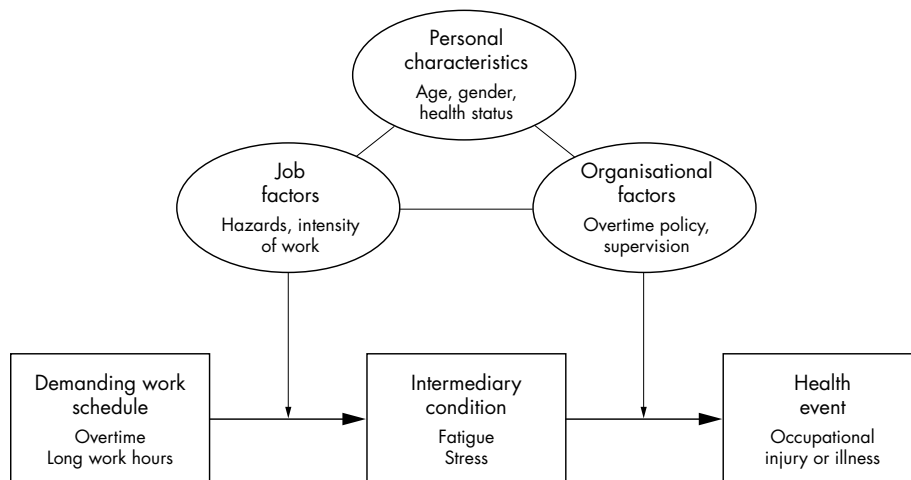 Personal
characteristics
Age, gender,
health status
Job
factors
Hazards, intensity
of work
Organisational
factors
Overtime policy,
supervision
Demanding work
schedule
Overtime
Long work hours
Intermediary
condition
Fatigue
Stress
Health
event
Occupational
injury or illness